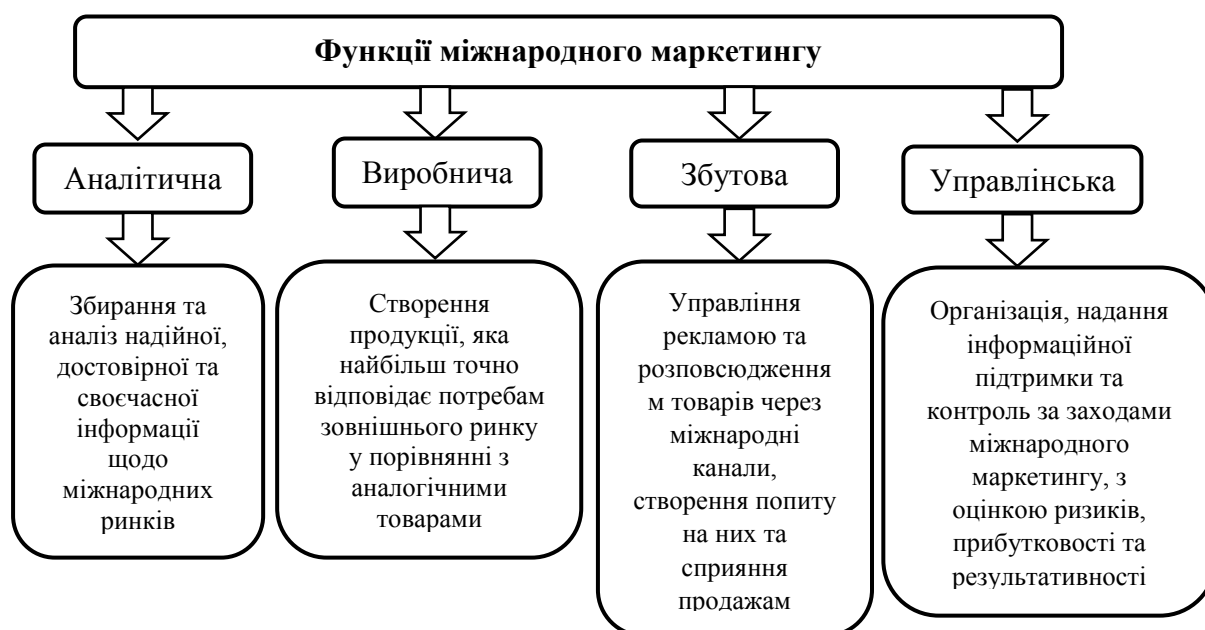 Функції міжнародного маркетингу
Аналітична
Виробнича
Збутова
Управлінська
Збирання та
аналіз надійної,
достовірної та
своєчасної
інформації
щодо
міжнародних
ринків
Створення
продукції, яка
найбільш точно
відповідає потребам
зовнішнього ринку
у порівнянні з
аналогічними
товарами
Управління
рекламою та
розповсюдження
м товарів через
міжнародні
канали,
створення попиту
на них та
сприяння
продажам
Організація, надання
інформаційної
підтримки та
контроль за заходами
міжнародного
маркетингу, з
оцінкою ризиків,
прибутковості та
результативності